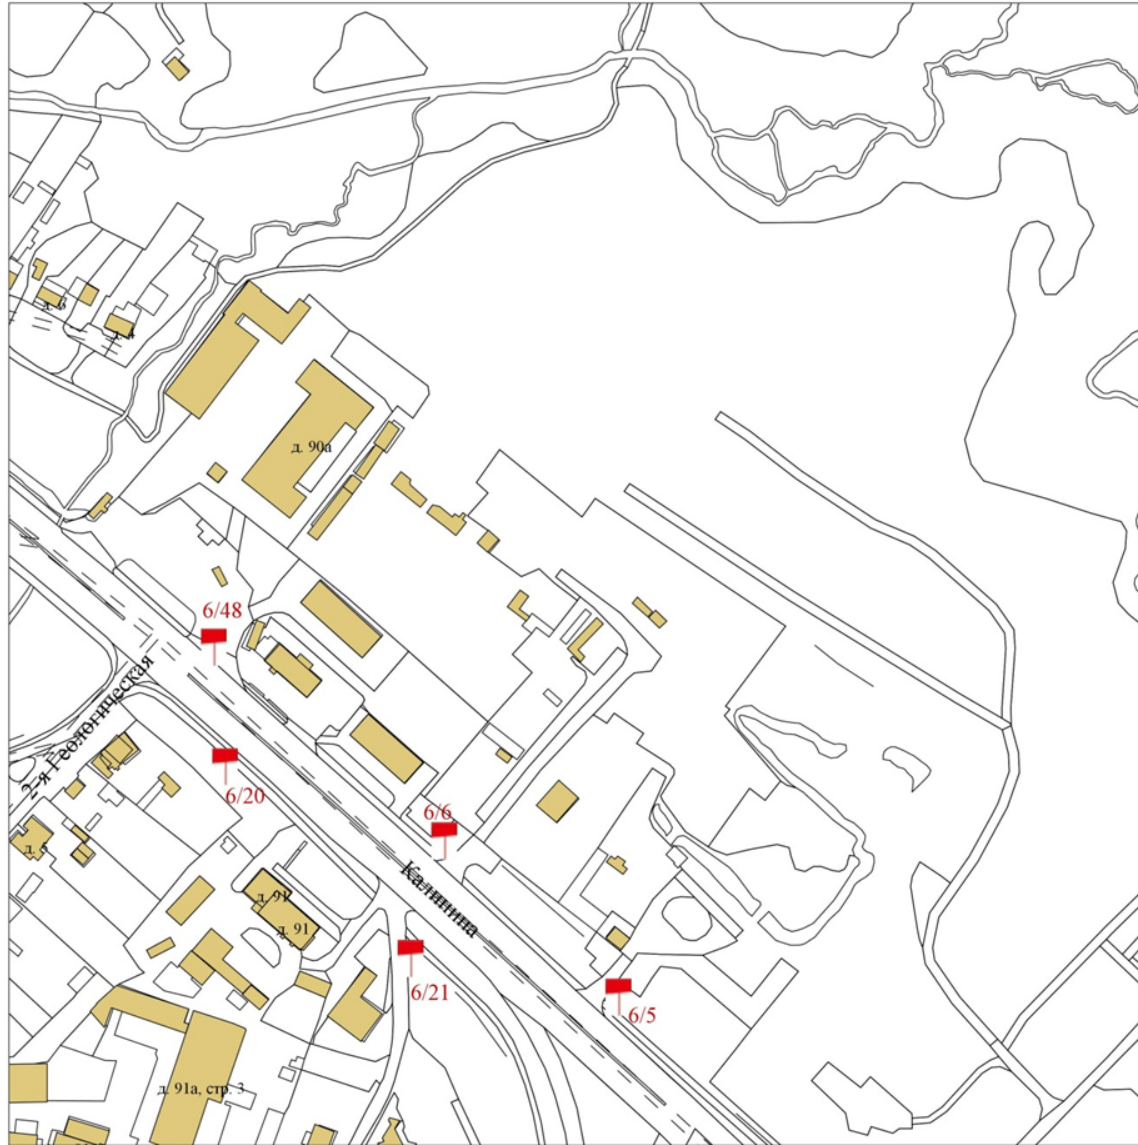 д. 90а
6/48
2-я Геологическая
6/20
6/6
Калинина
д. 91
д. 91
6/21
6/5
д. 91а, стр. 3